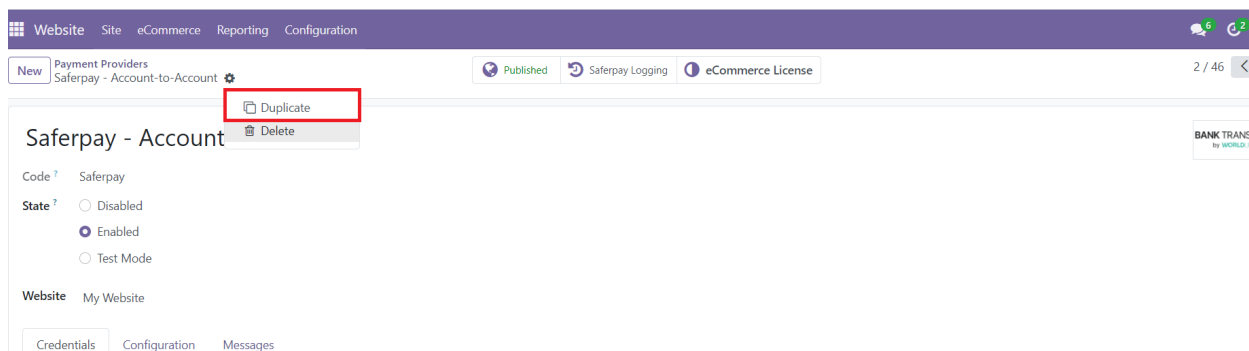 Website Site eCommerce Reporting Configuration 6 2
New Payment Providers
Saferpay - Account-to-Account
Published Saferpay Logging eCommerce License
2 / 46
Duplicate
Delete
Saferpay - Account
BANK TRANS
by WORLD
Code ? Saferpay
State ? Disabled
Enabled
Test Mode
Website My Website
Credentials Configuration Messages